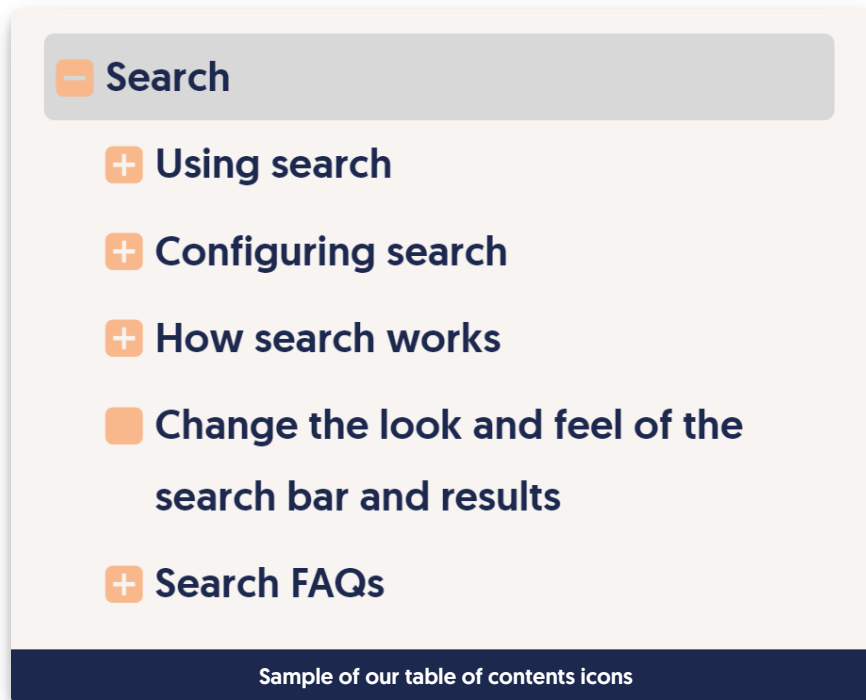 Search
Using search
Configuring search
How search works
Change the look and feel of the
search bar and results
Search FAQs
Sample of our table of contents icons